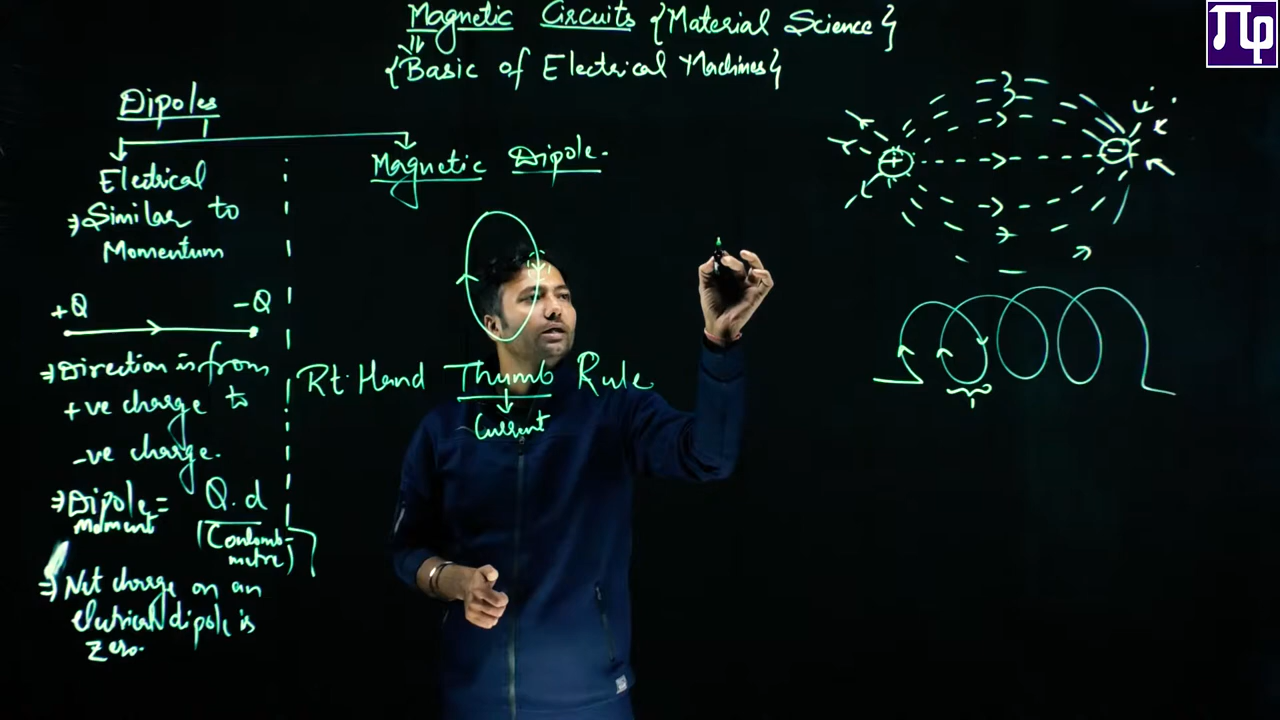 Magnetic Circuits {Material Science}
{Basic of Electrical Machines}
Πφ
Dipoles
Electrical
⇒ Similar to
Momentum
+Q -Q
⇒ Direction is from
+ve charge to
-ve charge.
⇒ Dipole = Q.d
Moment (Coulomb-
metre)
⇒ Net charge on an
electrical dipole is
zero.
Magnetic Dipole.
Rt. Hand Thumb Rule
Current
+ -